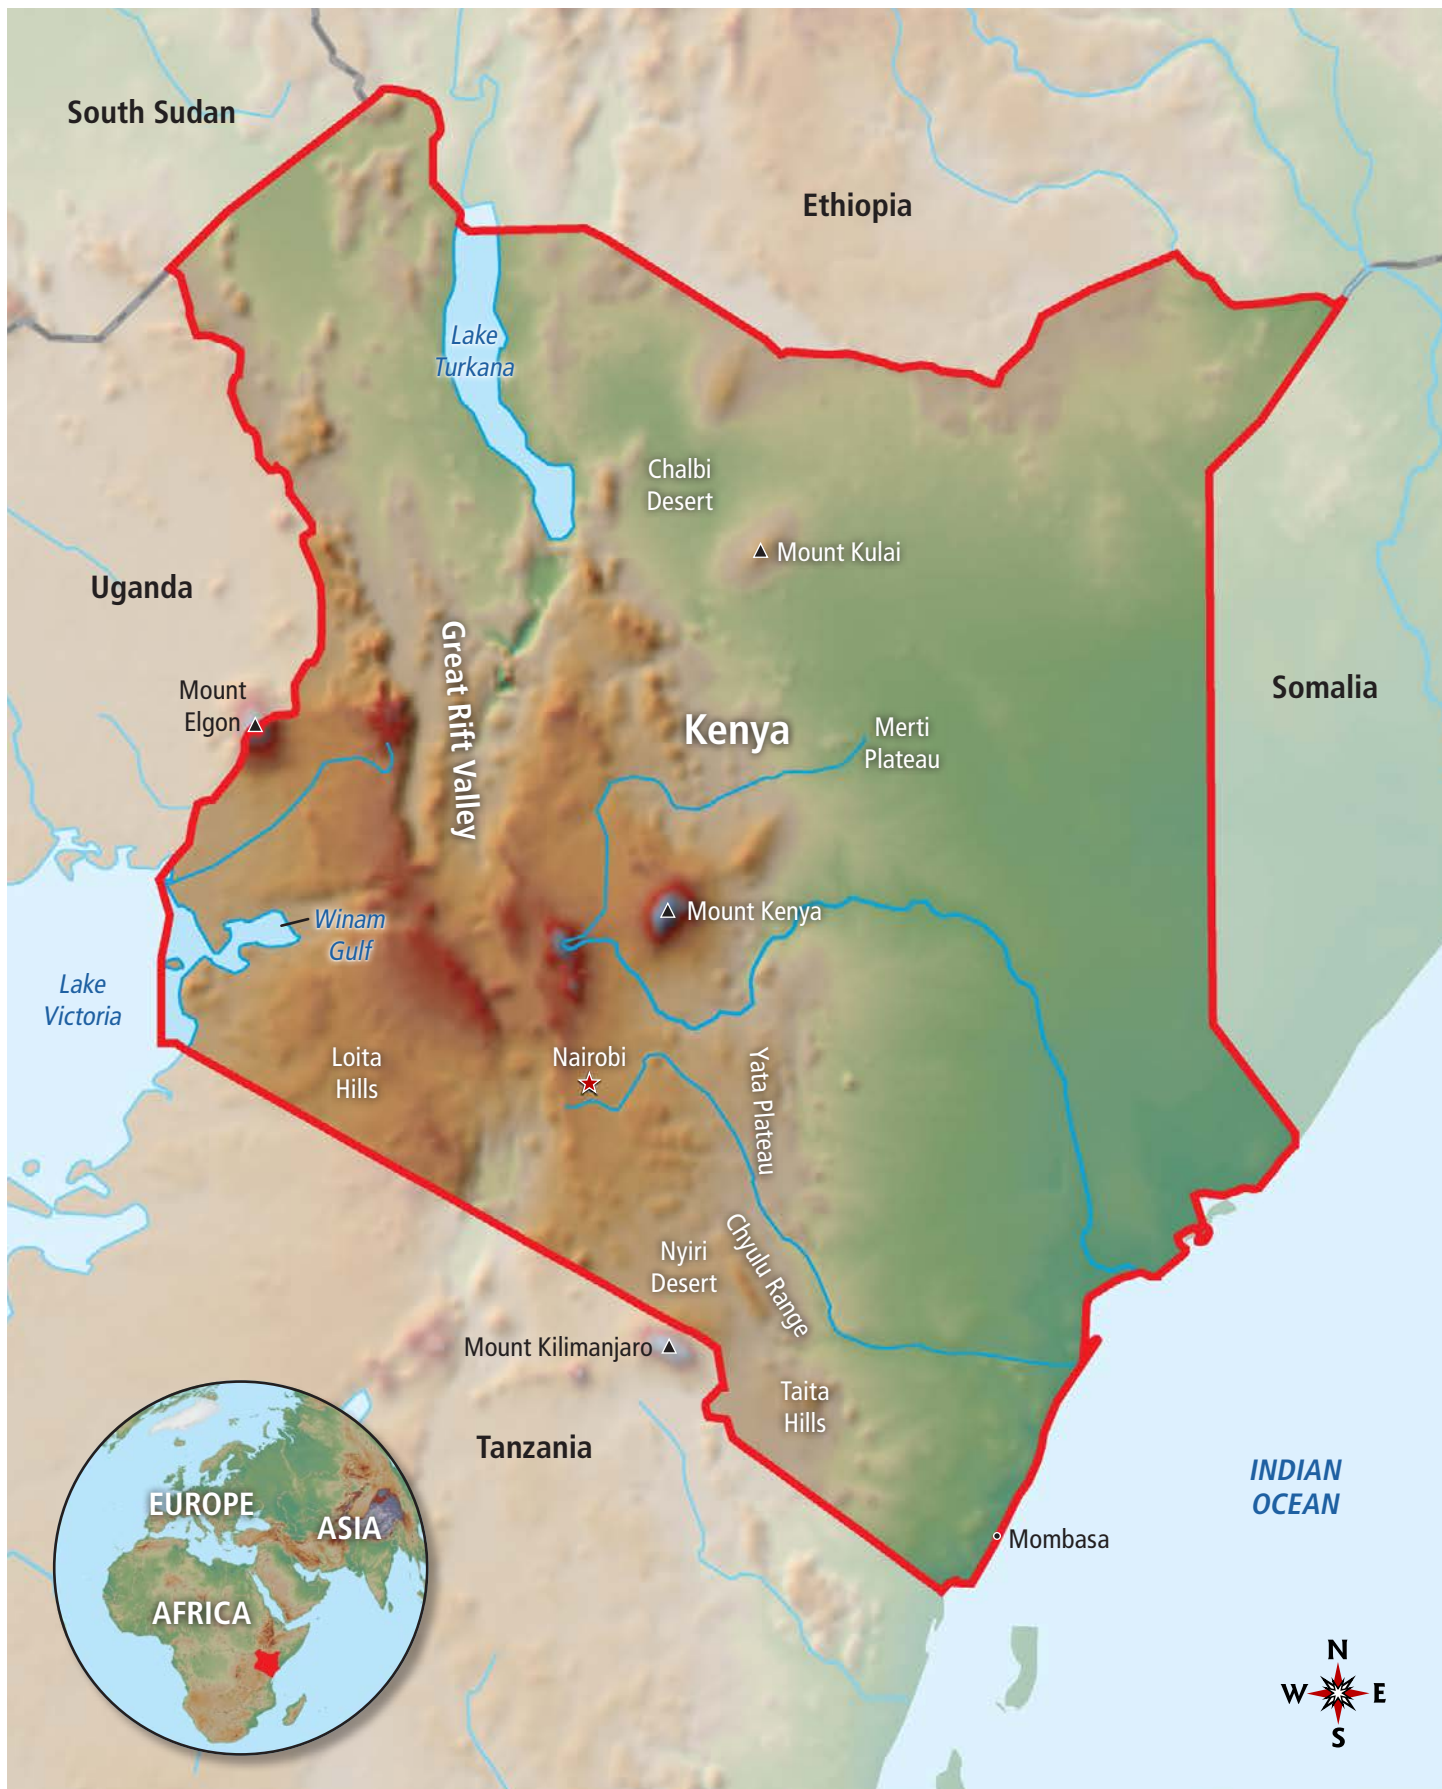 South Sudan
Ethiopia
Lake
Turkana
Chalbi
Desert
Mount Kulai
Uganda
Great Rift Valley
Somalia
Mount
Elgon
Kenya
Merti
Plateau
Mount Kenya
Winam
Gulf
Lake
Victoria
Loita
Hills
Nairobi
Yata Plateau
Chyulu Range
Nyiri
Desert
Mount Kilimanjaro
Taita
Hills
Tanzania
INDIAN
OCEAN
Mombasa
EUROPE
ASIA
AFRICA
N
W E
S